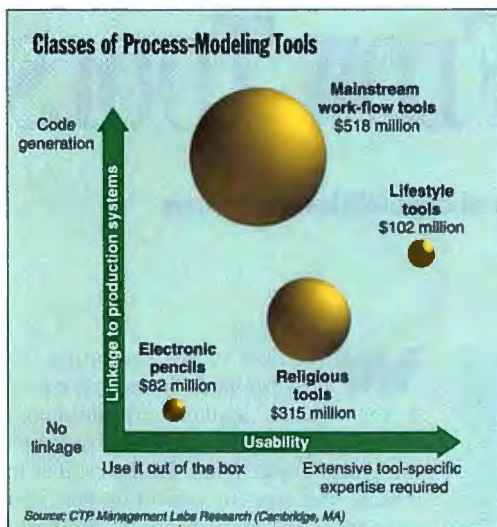 Classes of Process-Modeling Tools
Mainstream
work-flow tools
$518 million
Code
generation
Lifestyle
tools
$102 million
Linkage to production systems
Electronic
pencils
$82 million
Religious
tools
$315 million
No
linkage
Usability
Use it out of the box
Extensive tool-specific
expertise required
Source: CTP Management Labs Research (Cambridge, MA)